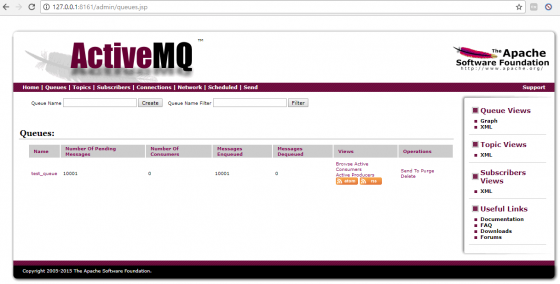 127.0.0.1:8161/admin/queues.jsp
ActiveMQ™
The Apache
Software Foundation
http://www.apache.org/
Home | Queues | Topics | Subscribers | Connections | Network | Scheduled | Send
Support
Queue Name Create Queue Name Filter Filter
Queues:
Name Number Of Pending Messages Number Of Consumers Messages Enqueued Messages Dequeued Views Operations
test_queue 10001 0 10001 0
Browse Active
Consumers
Active Producers
Send To Purge
Delete
Queue Views
Graph
XML
Topic Views
XML
Subscribers
Views
XML
Useful Links
Documentation
FAQ
Downloads
Forums
Copyright 2005-2015 The Apache Software Foundation.